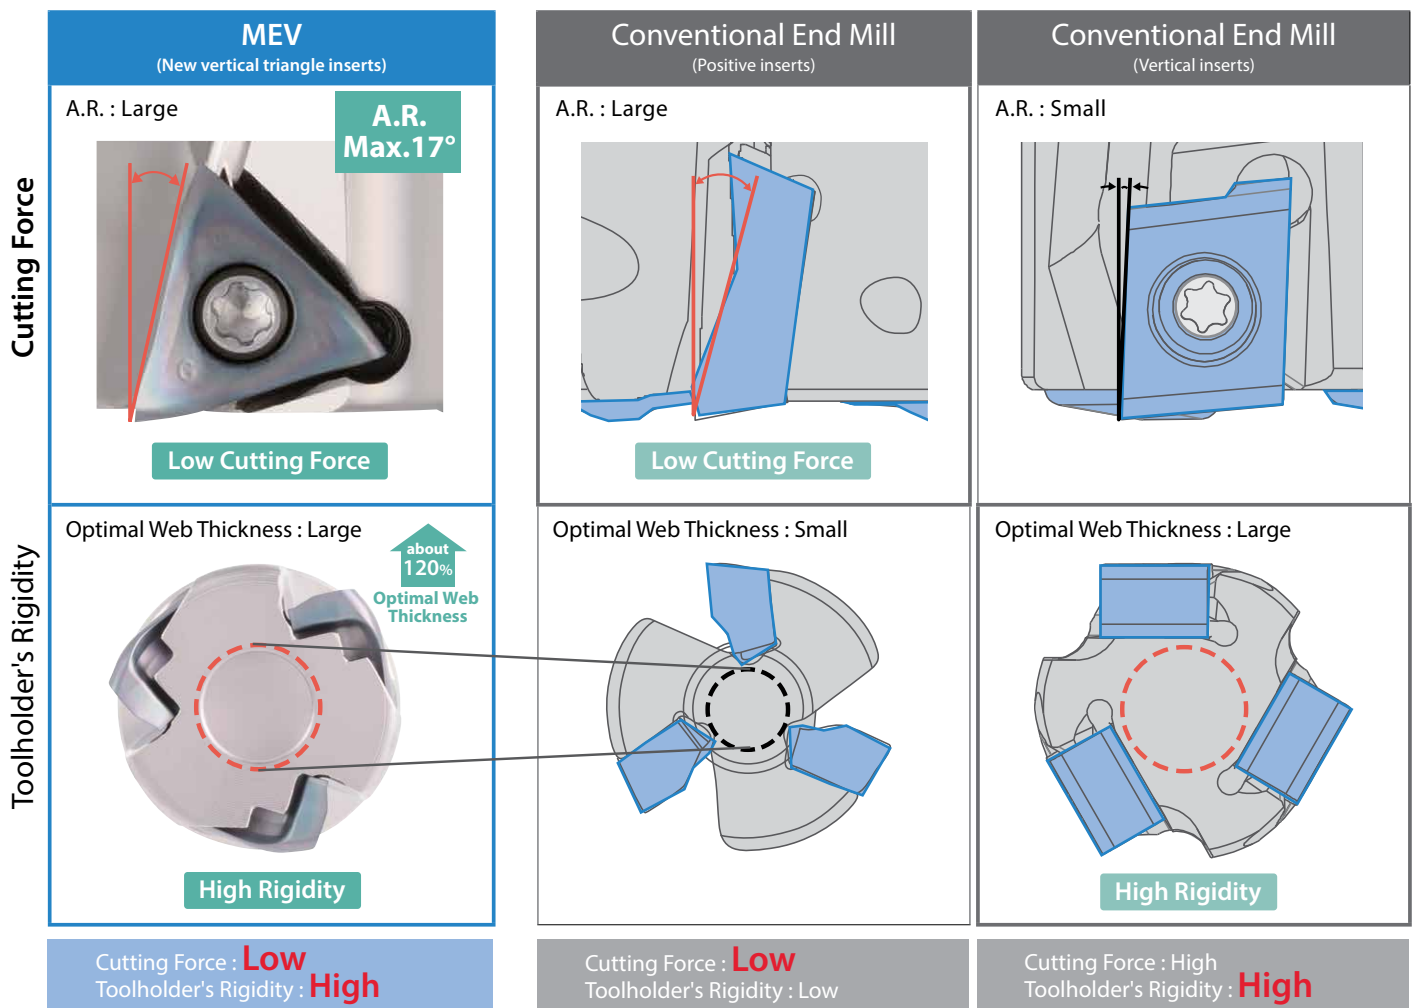 MEV
(New vertical triangle inserts)
Conventional End Mill
(Positive inserts)
Conventional End Mill
(Vertical inserts)
Cutting Force
A.R. : Large
A.R.
Max.17°
Low Cutting Force
A.R. : Large
Low Cutting Force
A.R. : Small
Toolholder's Rigidity
Optimal Web Thickness : Large
about
120%
Optimal Web
Thickness
High Rigidity
Optimal Web Thickness : Small
Optimal Web Thickness : Large
High Rigidity
Cutting Force : Low
Toolholder's Rigidity : High
Cutting Force : Low
Toolholder's Rigidity : Low
Cutting Force : High
Toolholder's Rigidity : High